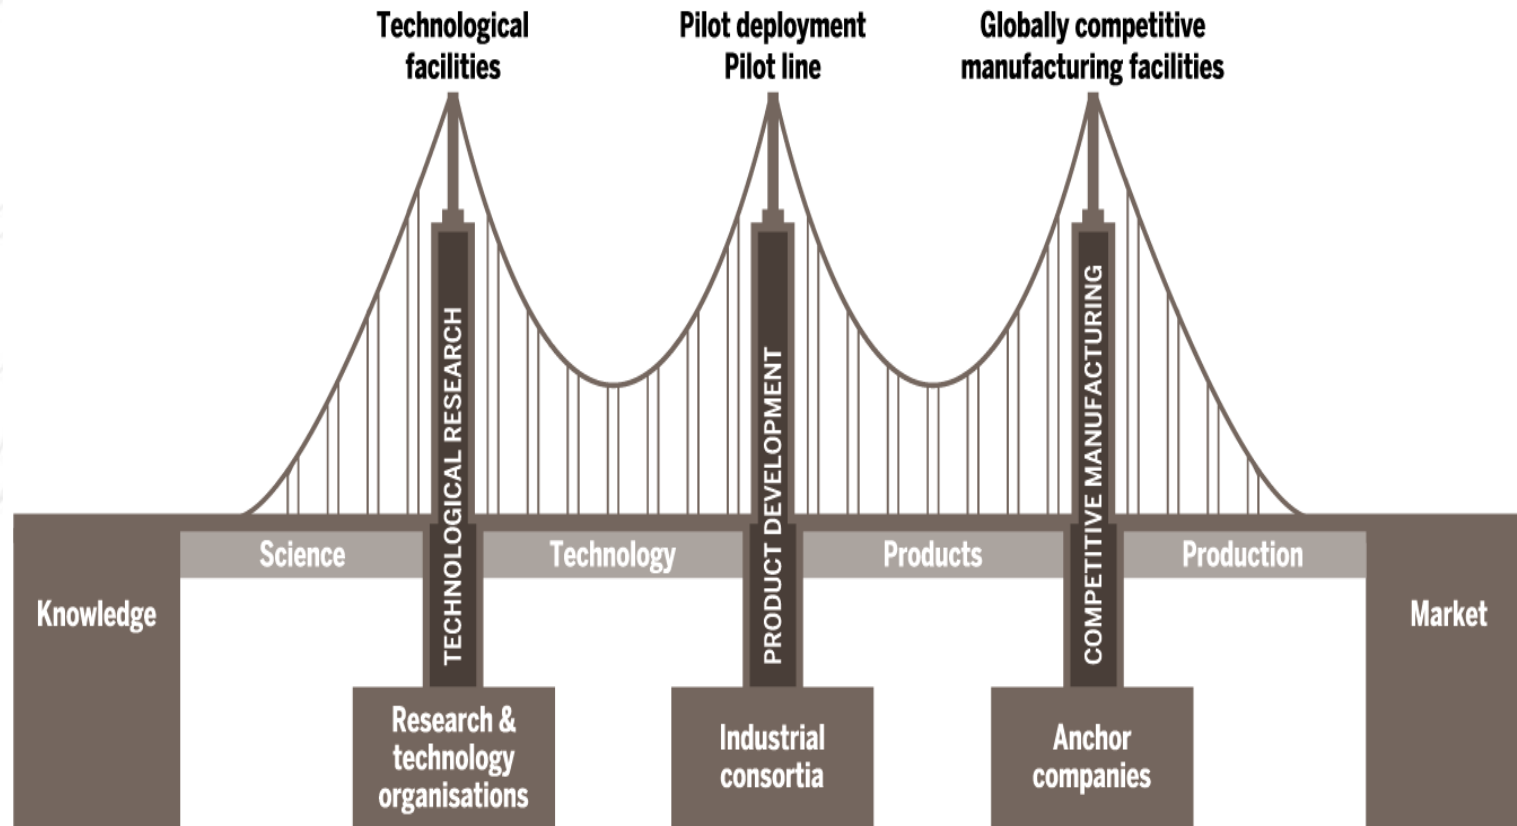 Technological
facilities
Pilot deployment
Pilot line
Globally competitive
manufacturing facilities
TECHNOLOGICAL RESEARCH
PRODUCT DEVELOPMENT
COMPETITIVE MANUFACTURING
Science
Technology
Products
Production
Knowledge
Market
Research &
technology
organisations
Industrial
consortia
Anchor
companies